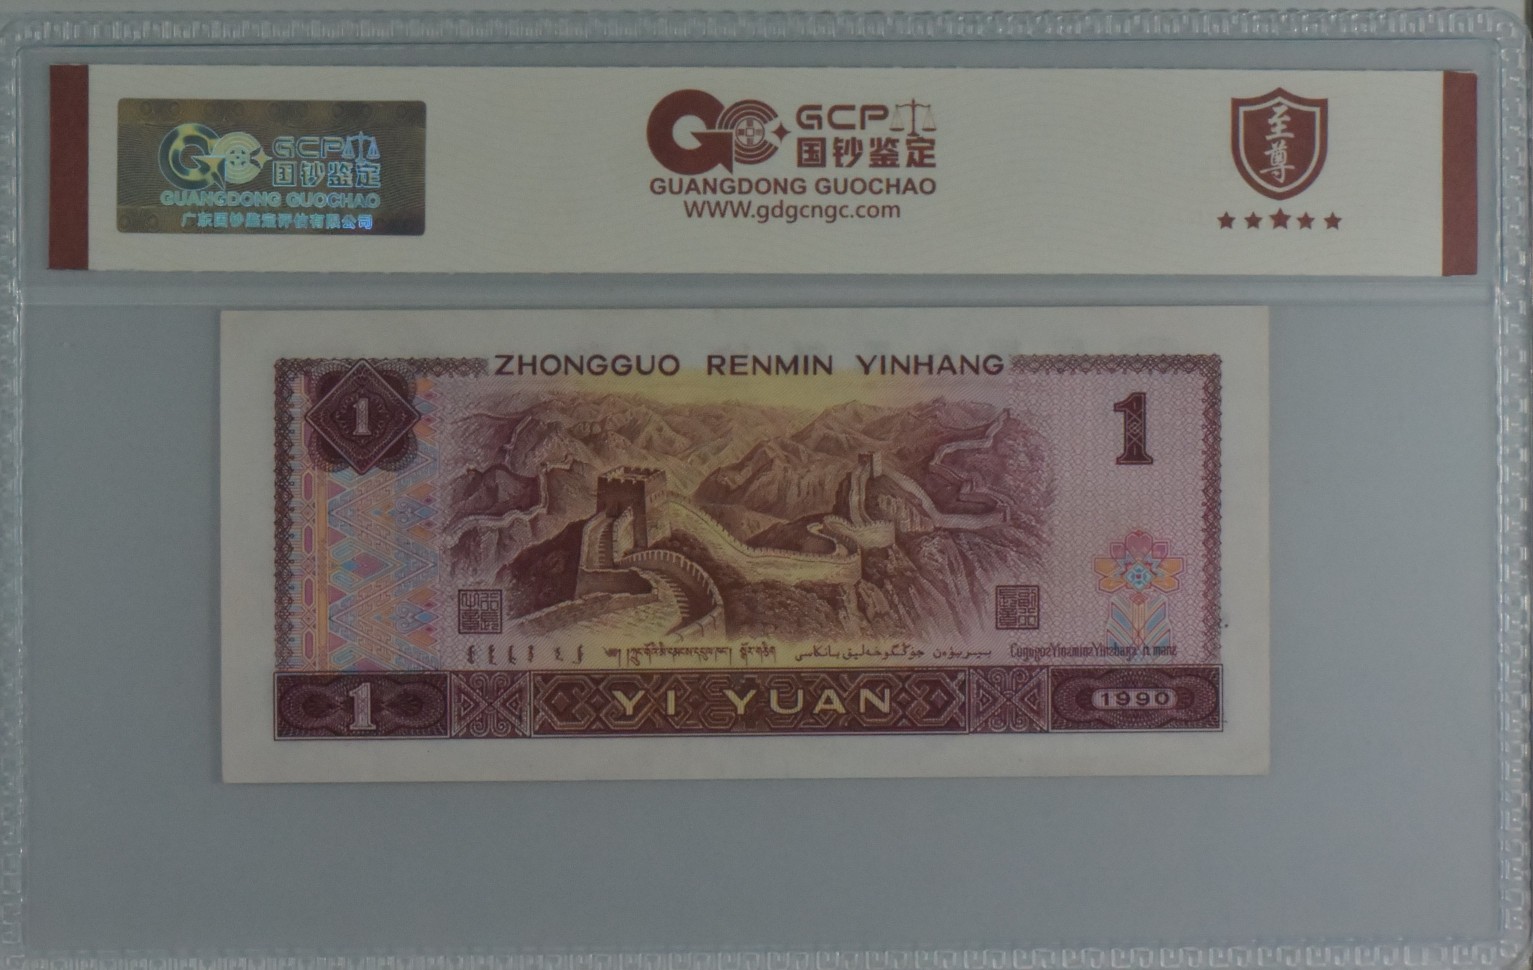 GCP
国钞鉴定
GUANGDONG GUOCHAO
广东国钞鉴定评估有限公司
GCP
国钞鉴定
GUANGDONG GUOCHAO
WWW.gdgcngc.com
至
尊
ZHONGGUO RENMIN YINHANG
1
1
1
YI YUAN
1990